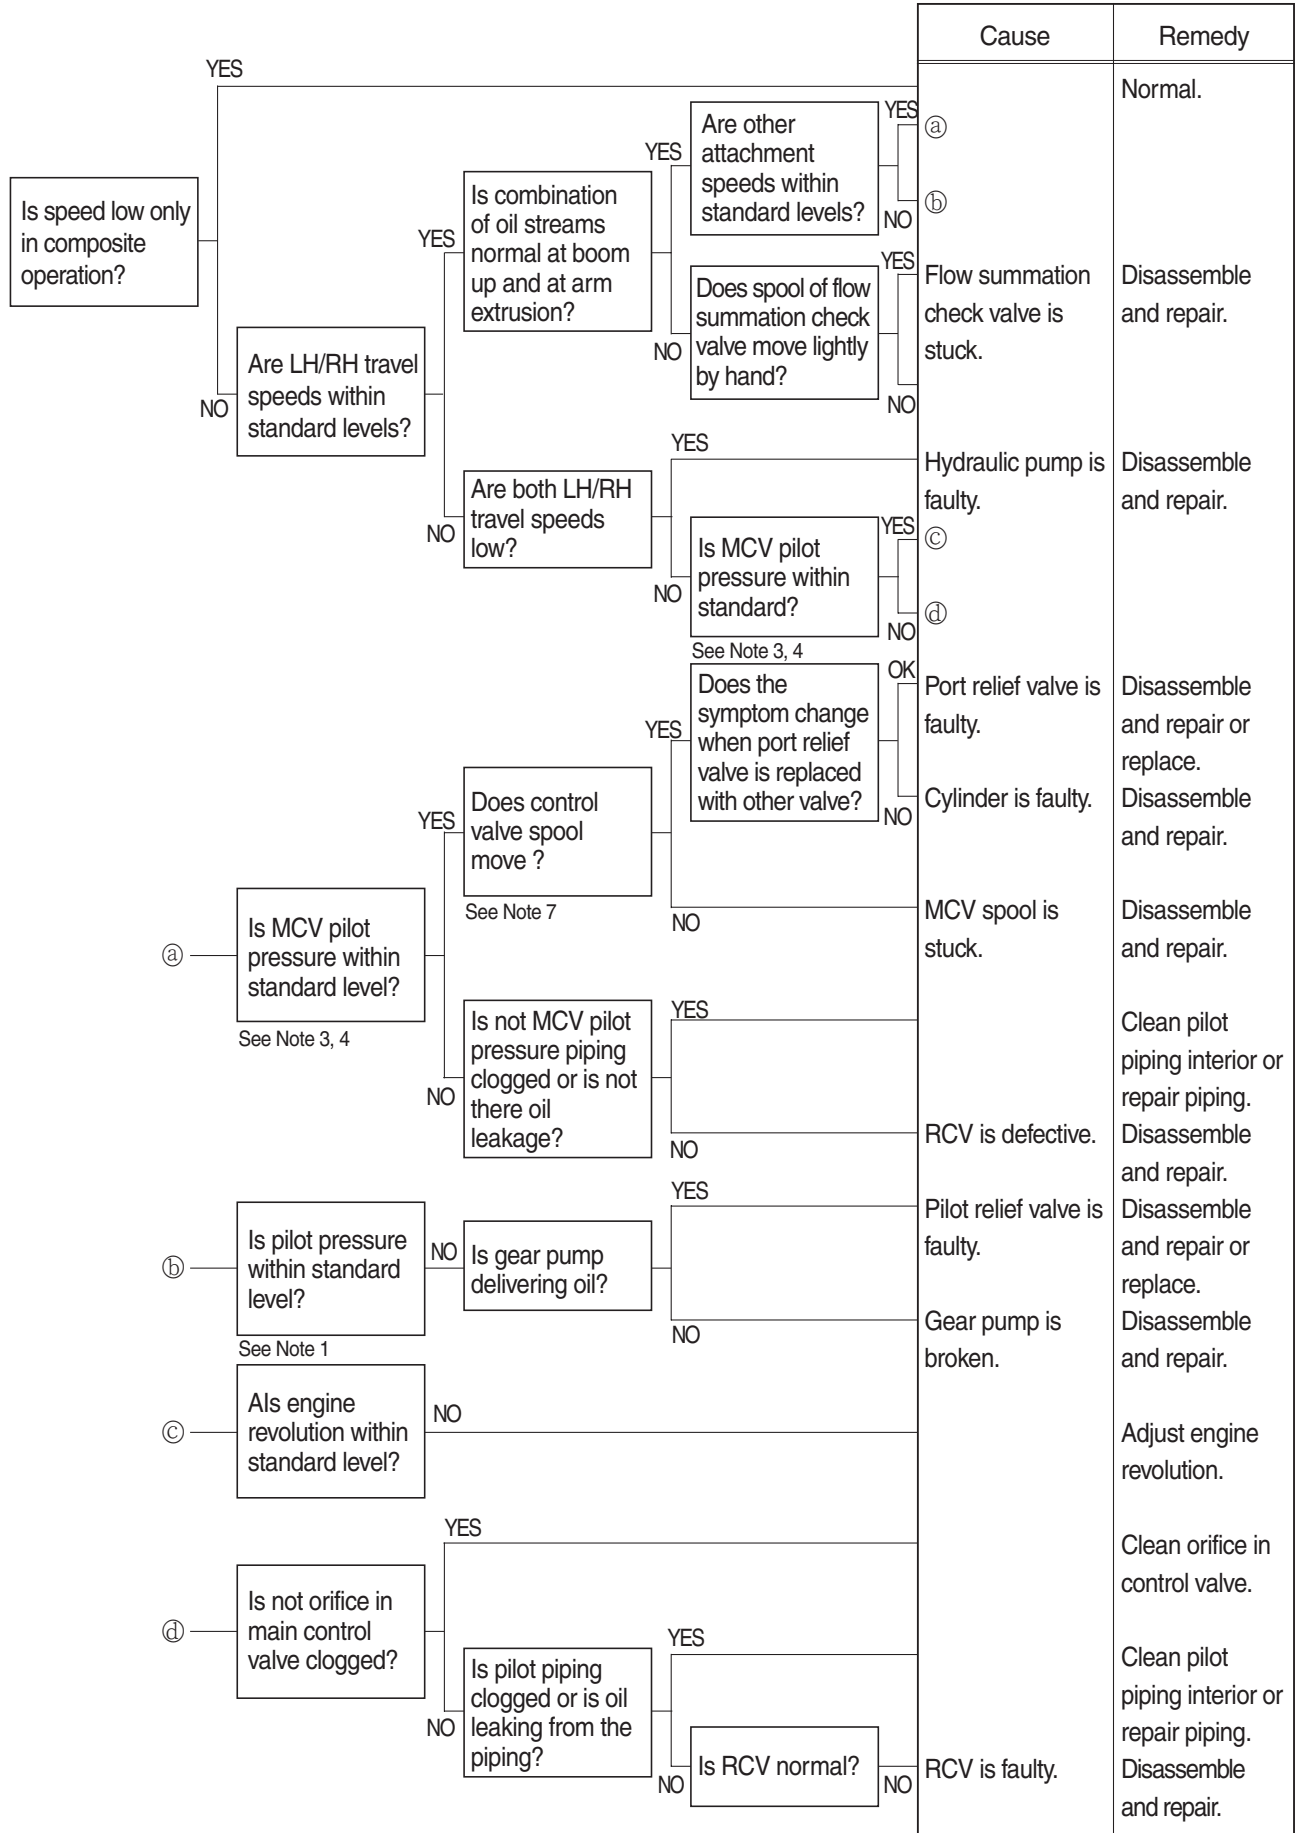 Cause
Remedy
YES
Normal.
Is speed low only
in composite
operation?
NO
Are LH/RH travel
speeds within
standard levels?
YES
Is combination
of oil streams
normal at boom
up and at arm
extrusion?
YES
Are other
attachment
speeds within
standard levels?
YES
ⓐ
NO
ⓑ
NO
Does spool of flow
summation check
valve move lightly
by hand?
YES
NO
Flow summation
check valve is
stuck.
Disassemble
and repair.
NO
Are both LH/RH
travel speeds
low?
YES
Hydraulic pump is
faulty.
Disassemble
and repair.
NO
Is MCV pilot
pressure within
standard?
See Note 3, 4
YES
ⓒ
NO
ⓓ
ⓐ
Is MCV pilot
pressure within
standard level?
See Note 3, 4
YES
Does control
valve spool
move ?
See Note 7
YES
Does the
symptom change
when port relief
valve is replaced
with other valve?
OK
Port relief valve is
faulty.
Disassemble
and repair or
replace.
NO
Cylinder is faulty.
Disassemble
and repair.
NO
MCV spool is
stuck.
Disassemble
and repair.
NO
Is not MCV pilot
pressure piping
clogged or is not
there oil
leakage?
YES
Clean pilot
piping interior or
repair piping.
NO
RCV is defective.
Disassemble
and repair.
ⓑ
Is pilot pressure
within standard
level?
See Note 1
NO
Is gear pump
delivering oil?
YES
Pilot relief valve is
faulty.
Disassemble
and repair or
replace.
NO
Gear pump is
broken.
Disassemble
and repair.
ⓒ
AIs engine
revolution within
standard level?
NO
Adjust engine
revolution.
ⓓ
Is not orifice in
main control
valve clogged?
YES
Clean orifice in
control valve.
NO
Is pilot piping
clogged or is oil
leaking from the
piping?
YES
Clean pilot
piping interior or
repair piping.
NO
Is RCV normal?
NO
RCV is faulty.
Disassemble
and repair.